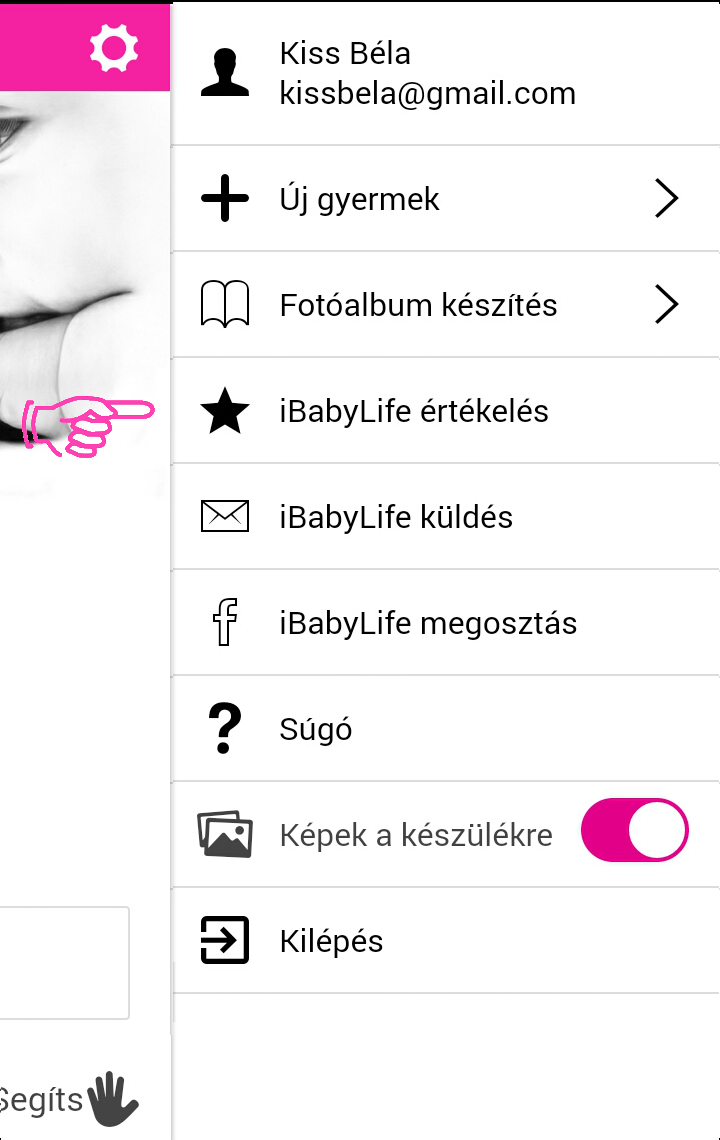 Kiss Béla
kissbela@gmail.com
Új gyermek
Fotóalbum készítés
iBabyLife értékelés
iBabyLife küldés
iBabyLife megosztás
Súgó
Képek a készülékre
Kilépés
Segíts